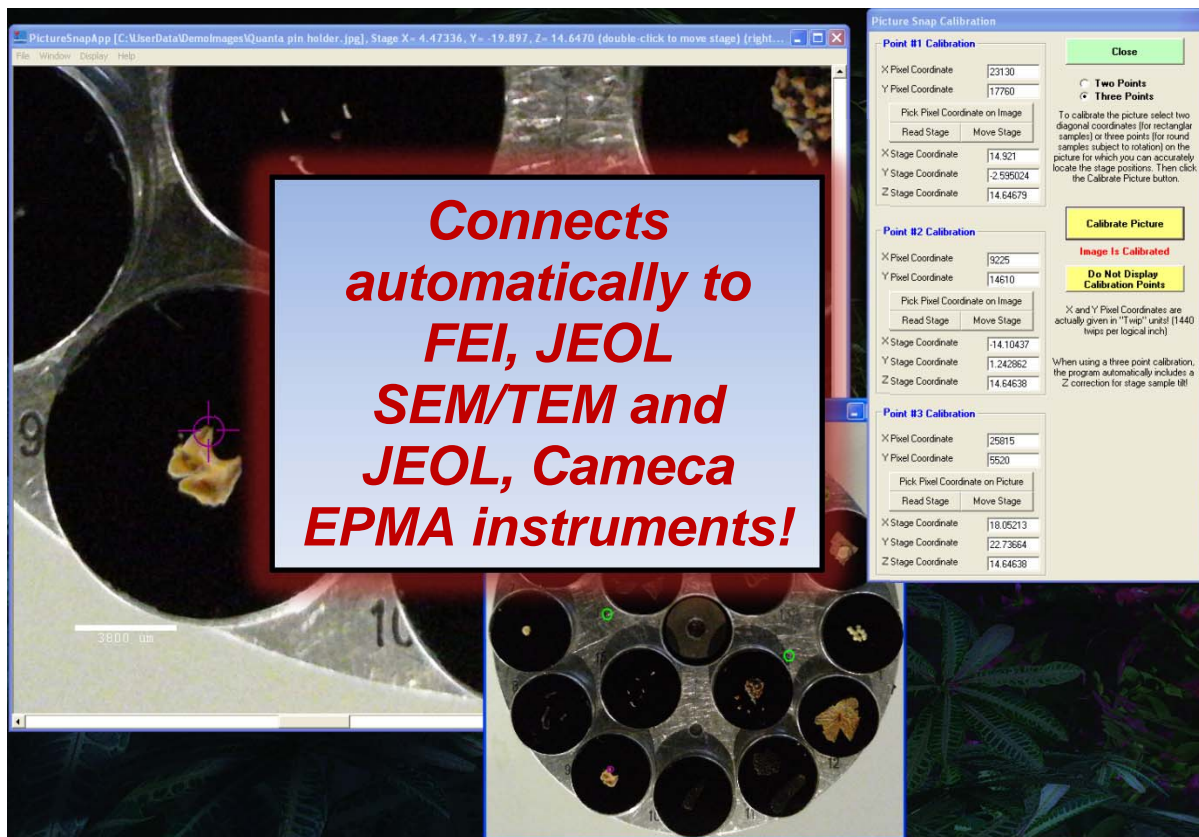 PictureSnapApp [C:\UserData\DemoImages\Quanta pin holder.jpg], Stage X= 4.47336, Y= -19.897, Z= 14.6470 (double-click to move stage) (right...
File Window Display Help
9
10
3800 um
Connects
automatically to
FEI, JEOL
SEM/TEM and
JEOL, Cameca
EPMA instruments!
9
10
11
12
Picture Snap Calibration
Point #1 Calibration
X Pixel Coordinate 23130
Y Pixel Coordinate 17760
Pick Pixel Coordinate on Image
Read Stage Move Stage
X Stage Coordinate 14.921
Y Stage Coordinate -2.595024
Z Stage Coordinate 14.64679
Point #2 Calibration
X Pixel Coordinate 9225
Y Pixel Coordinate 14610
Pick Pixel Coordinate on Image
Read Stage Move Stage
X Stage Coordinate -14.10437
Y Stage Coordinate 1.242862
Z Stage Coordinate 14.64638
Point #3 Calibration
X Pixel Coordinate 25815
Y Pixel Coordinate 5520
Pick Pixel Coordinate on Picture
Read Stage Move Stage
X Stage Coordinate 18.05213
Y Stage Coordinate 22.73664
Z Stage Coordinate 14.64638
Close
Two Points
Three Points
To calibrate the picture select two
diagonal coordinates (for rectanglar
samples) or three points (for round
samples subject to rotation) on the
picture for which you can accurately
locate the stage positions. Then click
the Calibrate Picture button.
Calibrate Picture
Image Is Calibrated
Do Not Display
Calibration Points
X and Y Pixel Coordinates are
actually given in "Twip" units! (1440
twips per logical inch)
When using a three point calibration,
the program automatically includes a
Z correction for stage sample tilt!